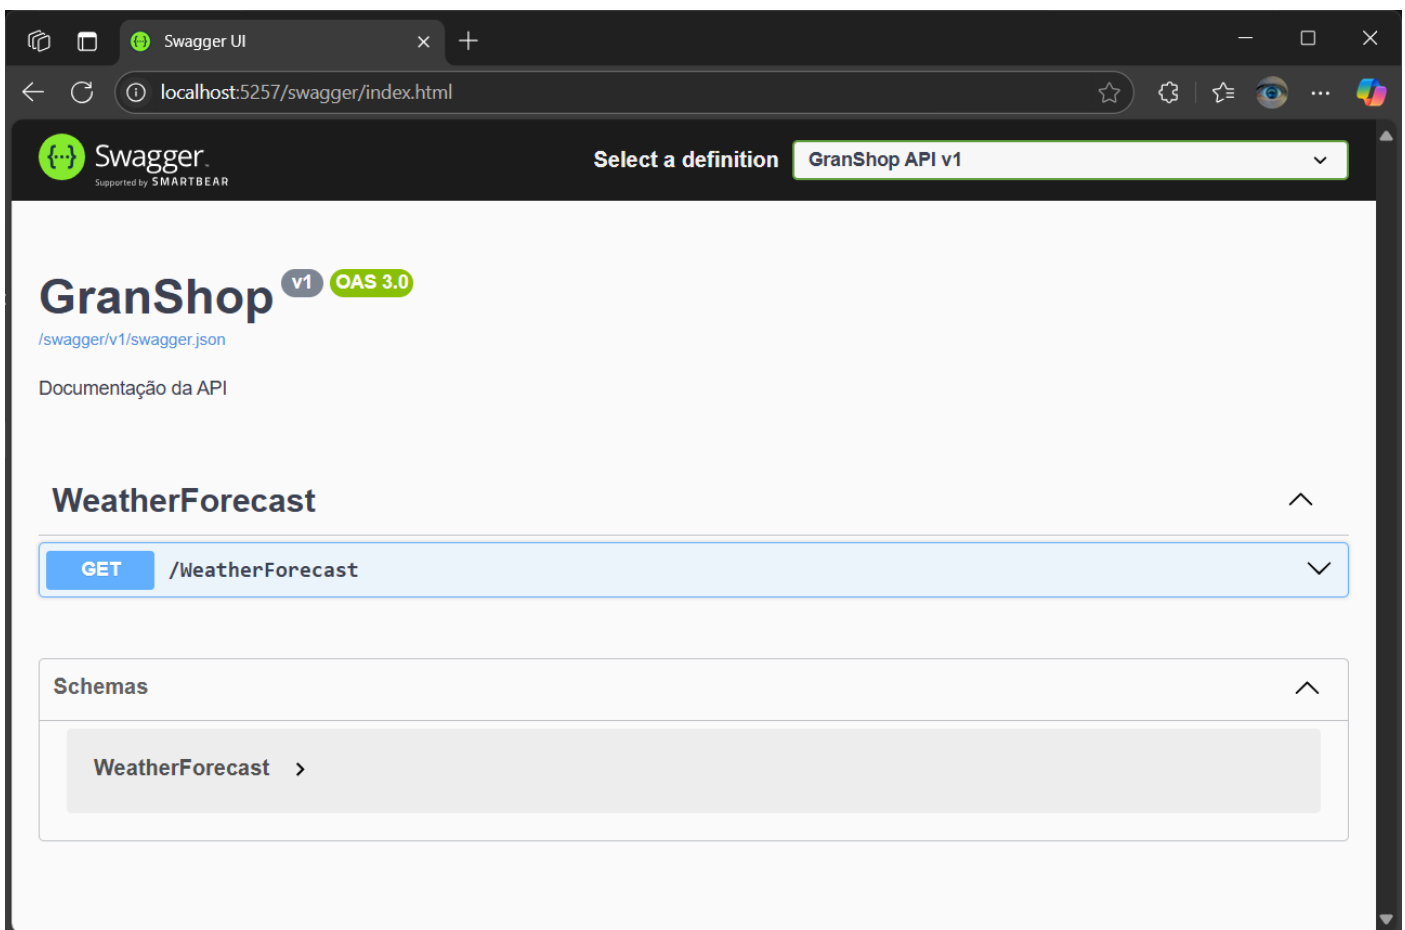 Swagger UI
localhost:5257/swagger/index.html
Swagger.
Supported by SMARTBEAR
Select a definition
GranShop API v1
GranShop v1 OAS 3.0
/swagger/v1/swagger.json
Documentação da API
WeatherForecast
GET /WeatherForecast
Schemas
WeatherForecast